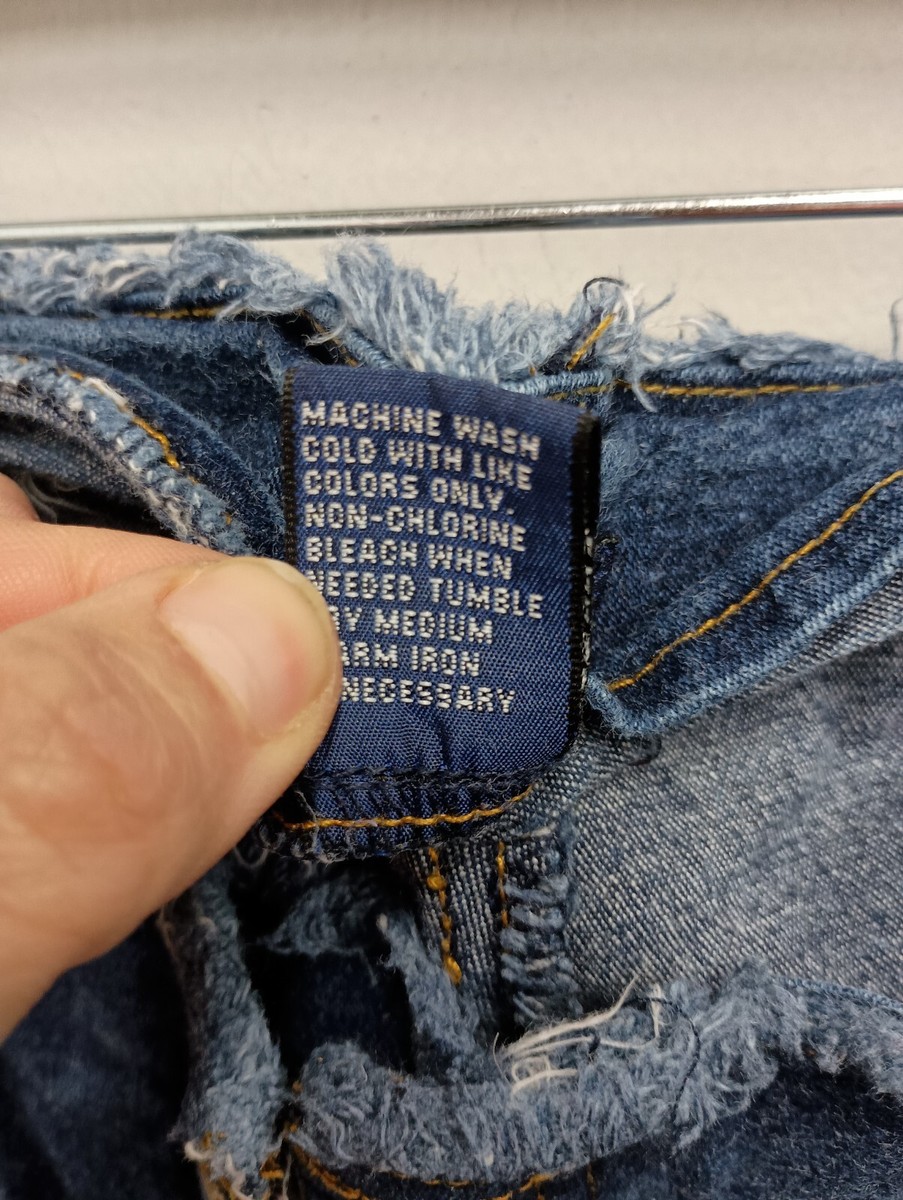 MACHINE WASH
COLD WITH LIKE
COLORS ONLY.
NON-CHLORINE
BLEACH WHEN
NEEDED TUMBLE
MEDIUM
IRON
NECESSARY